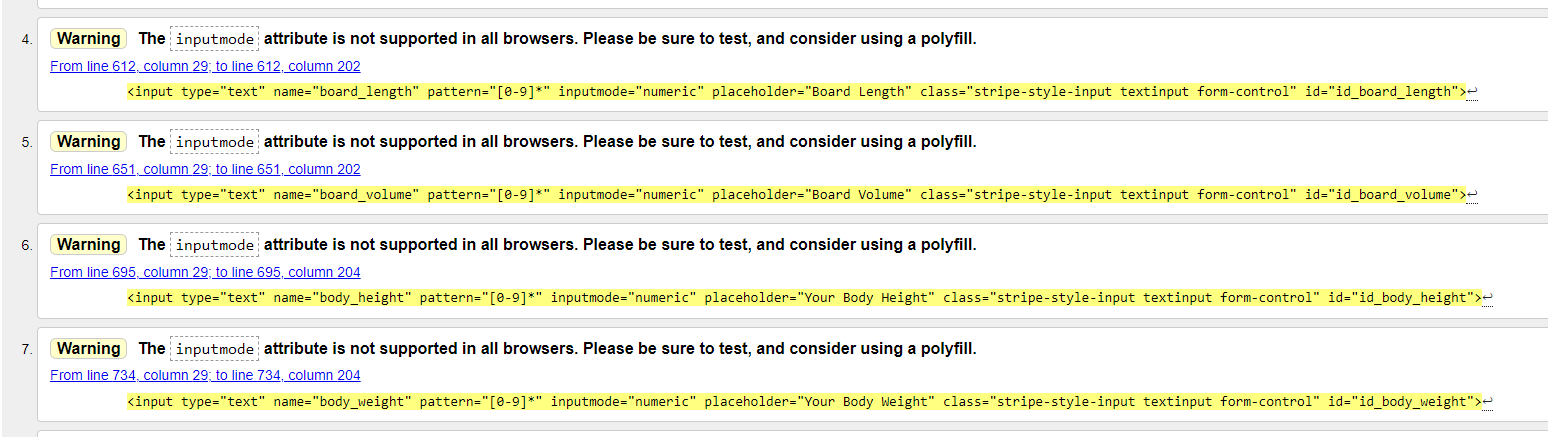 4. Warning The inputmode attribute is not supported in all browsers. Please be sure to test, and consider using a polyfill.
From line 612, column 29; to line 612, column 202
<input type="text" name="board_length" pattern="[0-9]*" inputmode="numeric" placeholder="Board Length" class="stripe-style-input textinput form-control" id="id_board_length">↩
5. Warning The inputmode attribute is not supported in all browsers. Please be sure to test, and consider using a polyfill.
From line 651, column 29; to line 651, column 202
<input type="text" name="board_volume" pattern="[0-9]*" inputmode="numeric" placeholder="Board Volume" class="stripe-style-input textinput form-control" id="id_board_volume">↩
6. Warning The inputmode attribute is not supported in all browsers. Please be sure to test, and consider using a polyfill.
From line 695, column 29; to line 695, column 204
<input type="text" name="body_height" pattern="[0-9]*" inputmode="numeric" placeholder="Your Body Height" class="stripe-style-input textinput form-control" id="id_body_height">↩
7. Warning The inputmode attribute is not supported in all browsers. Please be sure to test, and consider using a polyfill.
From line 734, column 29; to line 734, column 204
<input type="text" name="body_weight" pattern="[0-9]*" inputmode="numeric" placeholder="Your Body Weight" class="stripe-style-input textinput form-control" id="id_body_weight">↩